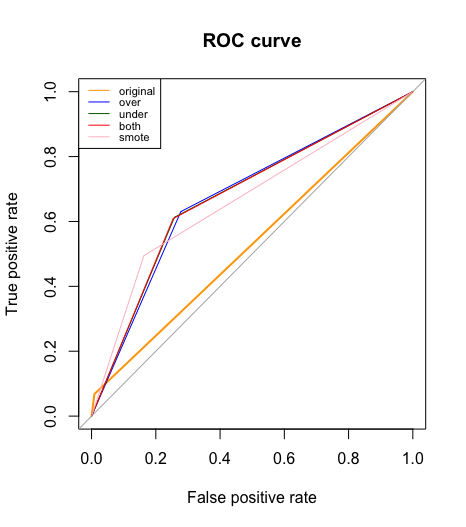 ROC curve
original
over
under
both
smote
True positive rate
1.0
0.8
0.6
0.4
0.2
0.0
0.0 0.2 0.4 0.6 0.8 1.0
False positive rate